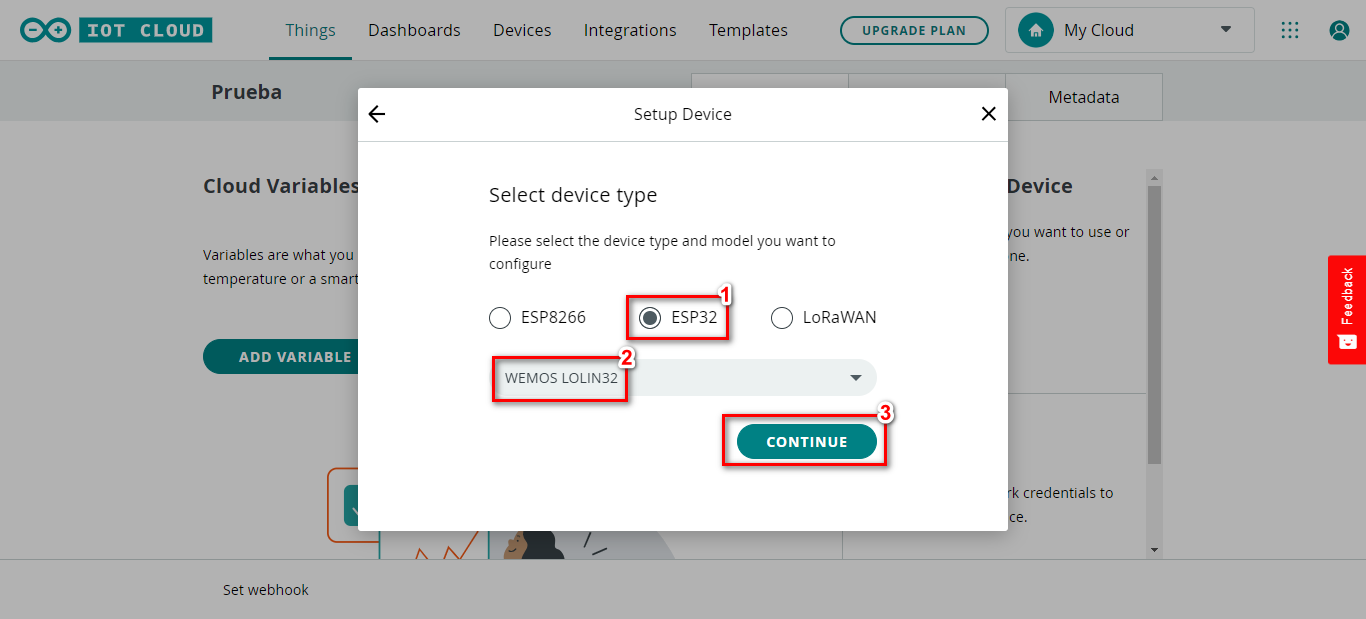 IOT CLOUD
Things
Dashboards
Devices
Integrations
Templates
UPGRADE PLAN
My Cloud
Prueba
Metadata
Setup Device
Cloud Variables
Variables are what you
temperature or a smart
ADD VARIABLE
Select device type
Please select the device type and model you want to
configure
ESP8266
1
ESP32
LoRaWAN
2
WEMOS LOLIN32
3
CONTINUE
Device
you want to use or
ne.
rk credentials to
ce.
Feedback
Set webhook